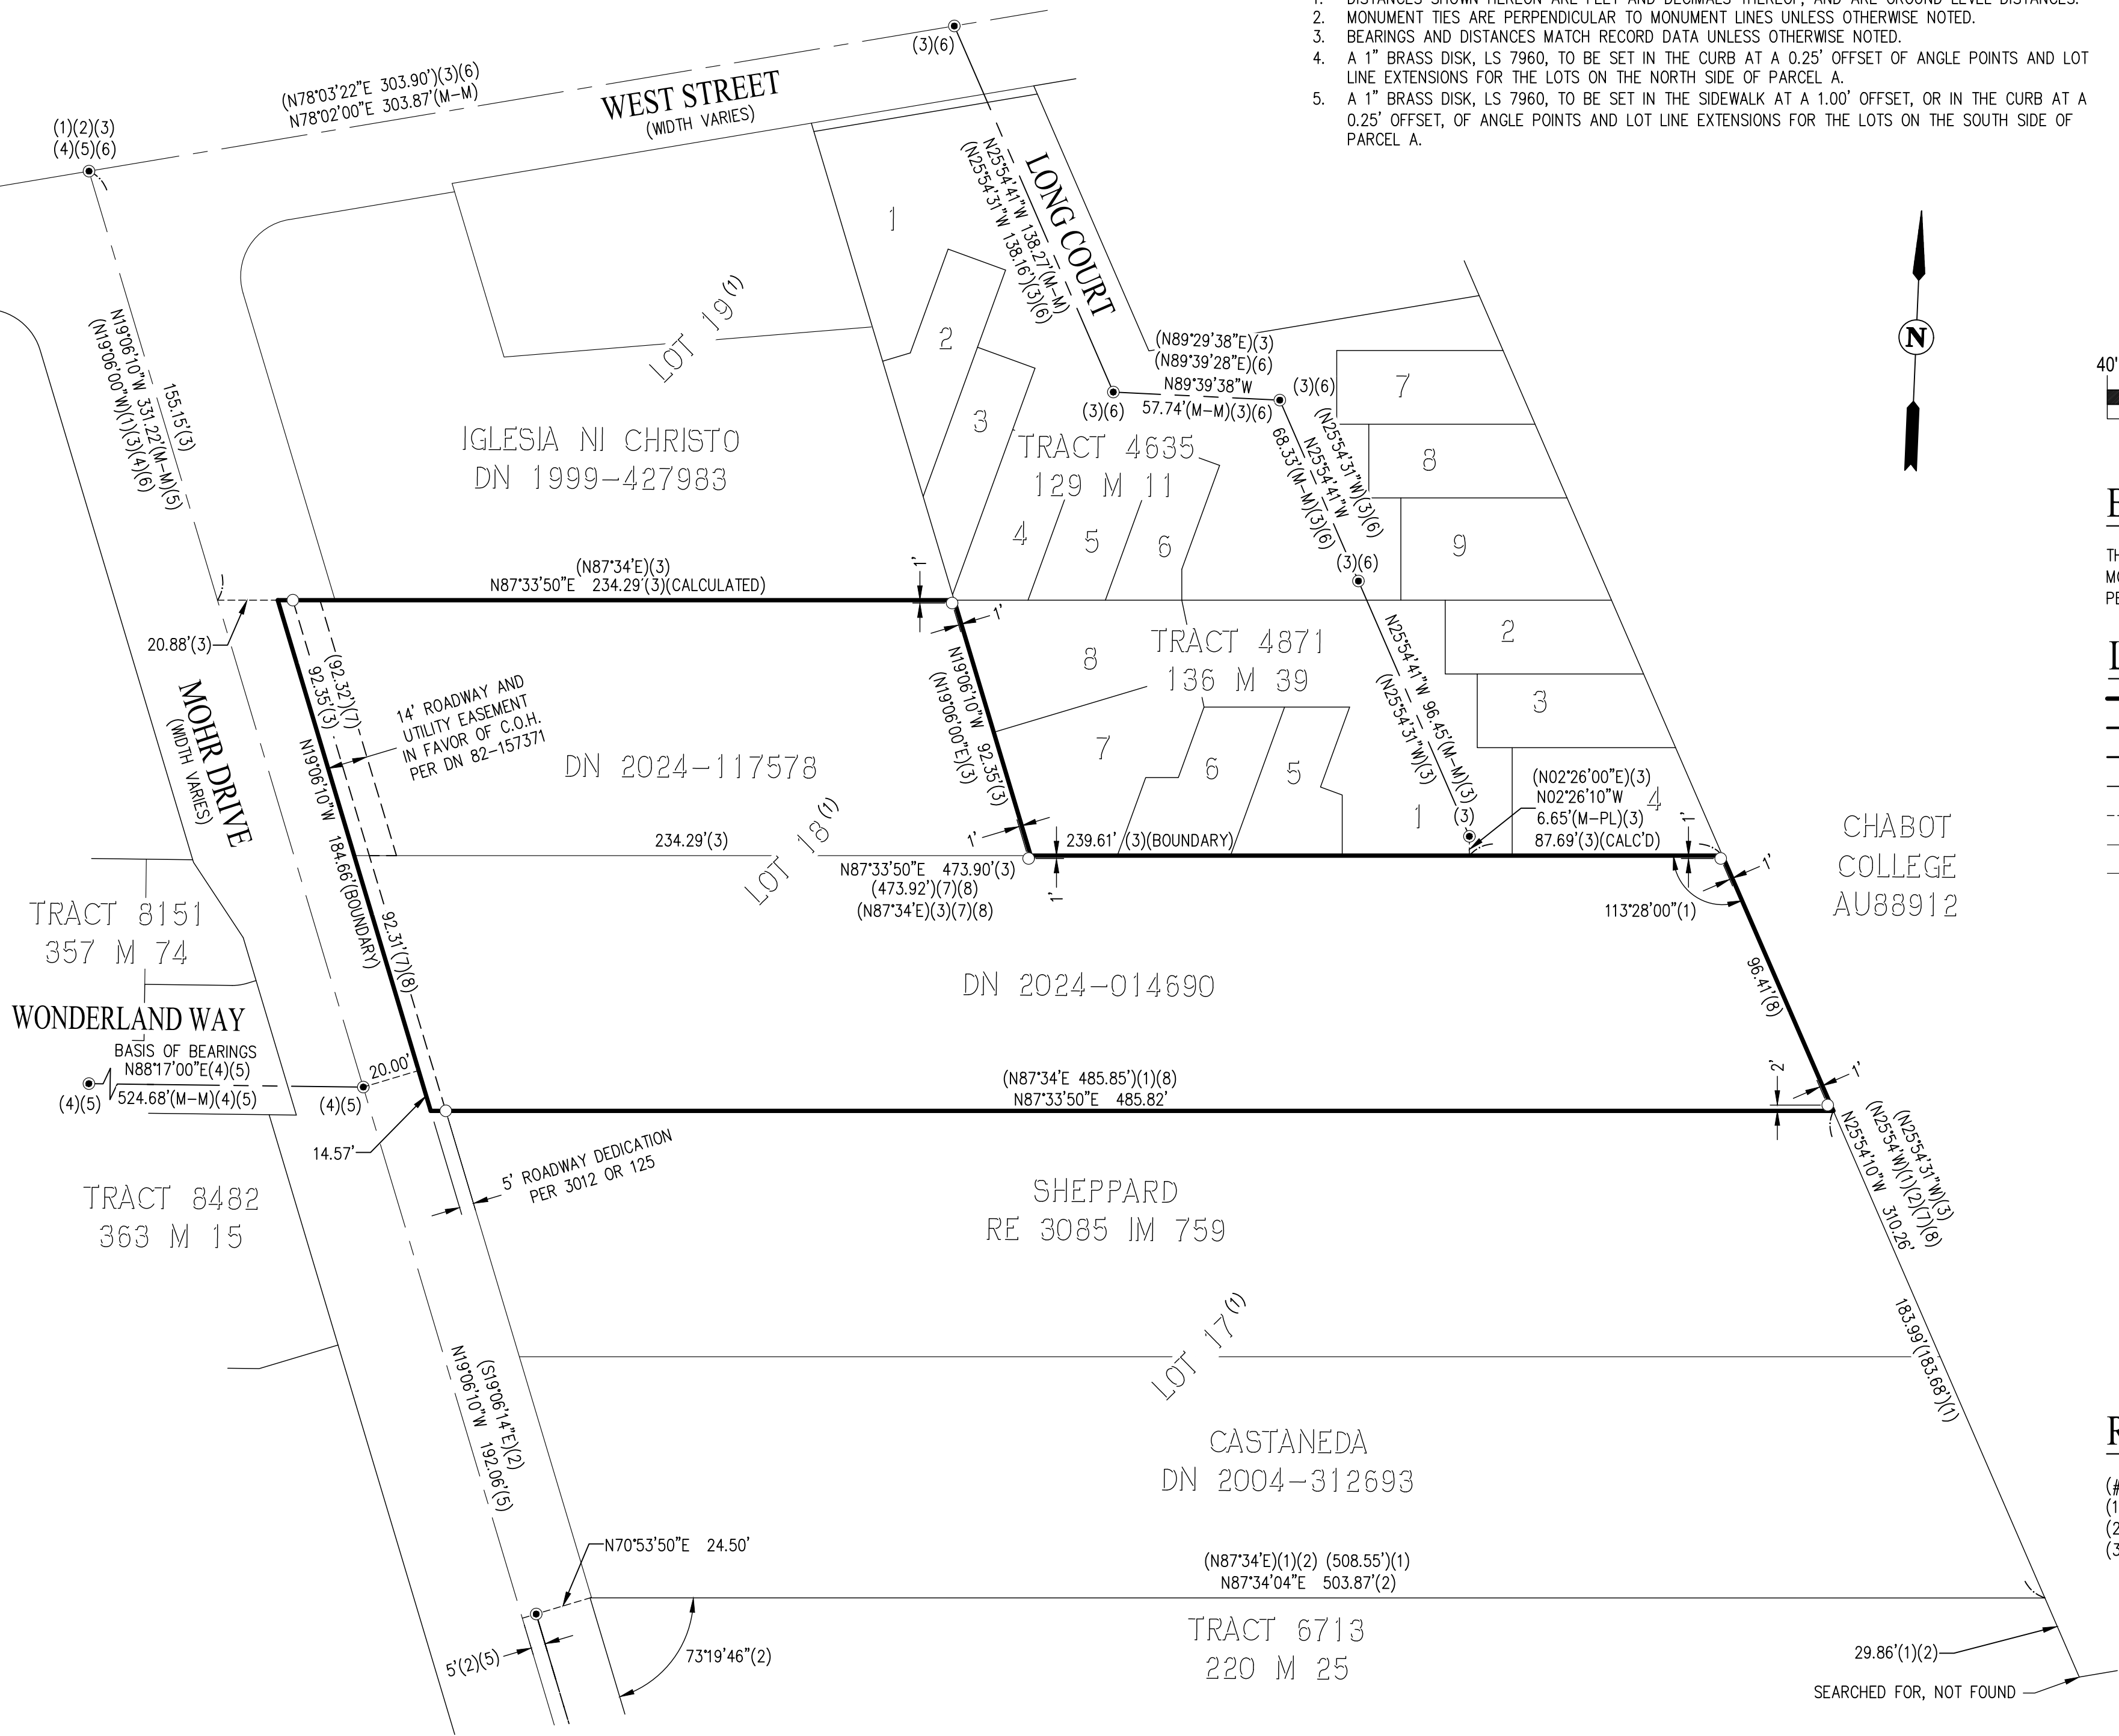 1. DISTANCES SHOWN HEREON ARE FEET AND DECIMALS THEREOF, AND ARE GROUND LEVEL DISTANCES.
2. MONUMENT TIES ARE PERPENDICULAR TO MONUMENT LINES UNLESS OTHERWISE NOTED.
3. BEARINGS AND DISTANCES MATCH RECORD DATA UNLESS OTHERWISE NOTED.
4. A 1" BRASS DISK, LS 7960, TO BE SET IN THE CURB AT A 0.25' OFFSET OF ANGLE POINTS AND LOT
LINE EXTENSIONS FOR THE LOTS ON THE NORTH SIDE OF PARCEL A.
5. A 1" BRASS DISK, LS 7960, TO BE SET IN THE SIDEWALK AT A 1.00' OFFSET, OR IN THE CURB AT A
0.25' OFFSET, OF ANGLE POINTS AND LOT LINE EXTENSIONS FOR THE LOTS ON THE SOUTH SIDE OF
PARCEL A.
(3)(6)
(N78°03'22"E 303.90')(3)(6)
N78°02'00"E 303.87'(M-M)
WEST STREET
(WIDTH VARIES)
(1)(2)(3)
(4)(5)(6)
155.15'(3)
N19°06'10"W 331.22'(M-M)(5)
(N19°06'00"W)(1)(3)(4)(6)
LOT 19(1)
1
2
3
4
5
6
LONG COURT
N25°54'41"W 138.27'(M-M)
(N25°54'31"W 138.16')(3)(6)
N
40'
(N89°29'38"E)(3)
(N89°39'28"E)(6)
N89°39'38"W
57.74'(M-M)(3)(6)
(3)(6)
(3)(6)
7
8
9
(N25°54'31"W)(3)(6)
N25°54'41"W
68.33'(M-M)(3)(6)
(3)(6)
IGLESIA NI CHRISTO
DN 1999-427983
TRACT 4635
129 M 11
(N87°34'E)(3)
N87°33'50"E 234.29'(3)(CALCULATED)
1'
1'
20.88'(3)
MOHR DRIVE
(WIDTH VARIES)
(92.32')(7)
92.35'(3)
14' ROADWAY AND
UTILITY EASEMENT
IN FAVOR OF C.O.H.
PER DN 82-157371
N19°06'10"W 184.66'(BOUNDARY)
DN 2024-117578
LOT 18(1)
234.29'(3)
N19°06'10"W 92.35'(3)
(N19°06'00"E)(3)
1'
TRACT 4871
136 M 39
8
7
6
5
1
2
3
4
N25°54'41"W 96.45'(M-M)(3)
(N25°54'31"W)(3)
(3)
(N02°26'00"E)(3)
N02°26'10"W
6.65'(M-PL)(3)
87.69'(3)(CALC'D)
239.61' (3)(BOUNDARY)
1'
1'
1'
N87°33'50"E 473.90'(3)
(473.92')(7)(8)
(N87°34'E)(3)(7)(8)
113°28'00"(1)
CHABOT
COLLEGE
AU88912
TRACT 8151
357 M 74
92.31'(7)(8)
DN 2024-014690
96.41'(8)
WONDERLAND WAY
BASIS OF BEARINGS
N88°17'00"E(4)(5)
524.68'(M-M)(4)(5)
(4)(5)
(4)(5)
20.00'
14.57'
(N87°34'E 485.85')(1)(8)
N87°33'50"E 485.82'
2'
1'
(N25°54'31"W)(3)
(N25°54'W)(1)(2)(7)(8)
N25°54'10"W 310.26'
5' ROADWAY DEDICATION
PER 3012 OR 125
TRACT 8482
363 M 15
SHEPPARD
RE 3085 IM 759
LOT 17(1)
183.99'(183.68')(1)
(S19°06'14"E)(2)
N19°06'10"W 192.06'(5)
CASTANEDA
DN 2004-312693
N70°53'50"E 24.50'
(N87°34'E)(1)(2) (508.55')(1)
N87°34'04"E 503.87'(2)
5'(2)(5)
73°19'46"(2)
TRACT 6713
220 M 25
29.86'(1)(2)
SEARCHED FOR, NOT FOUND